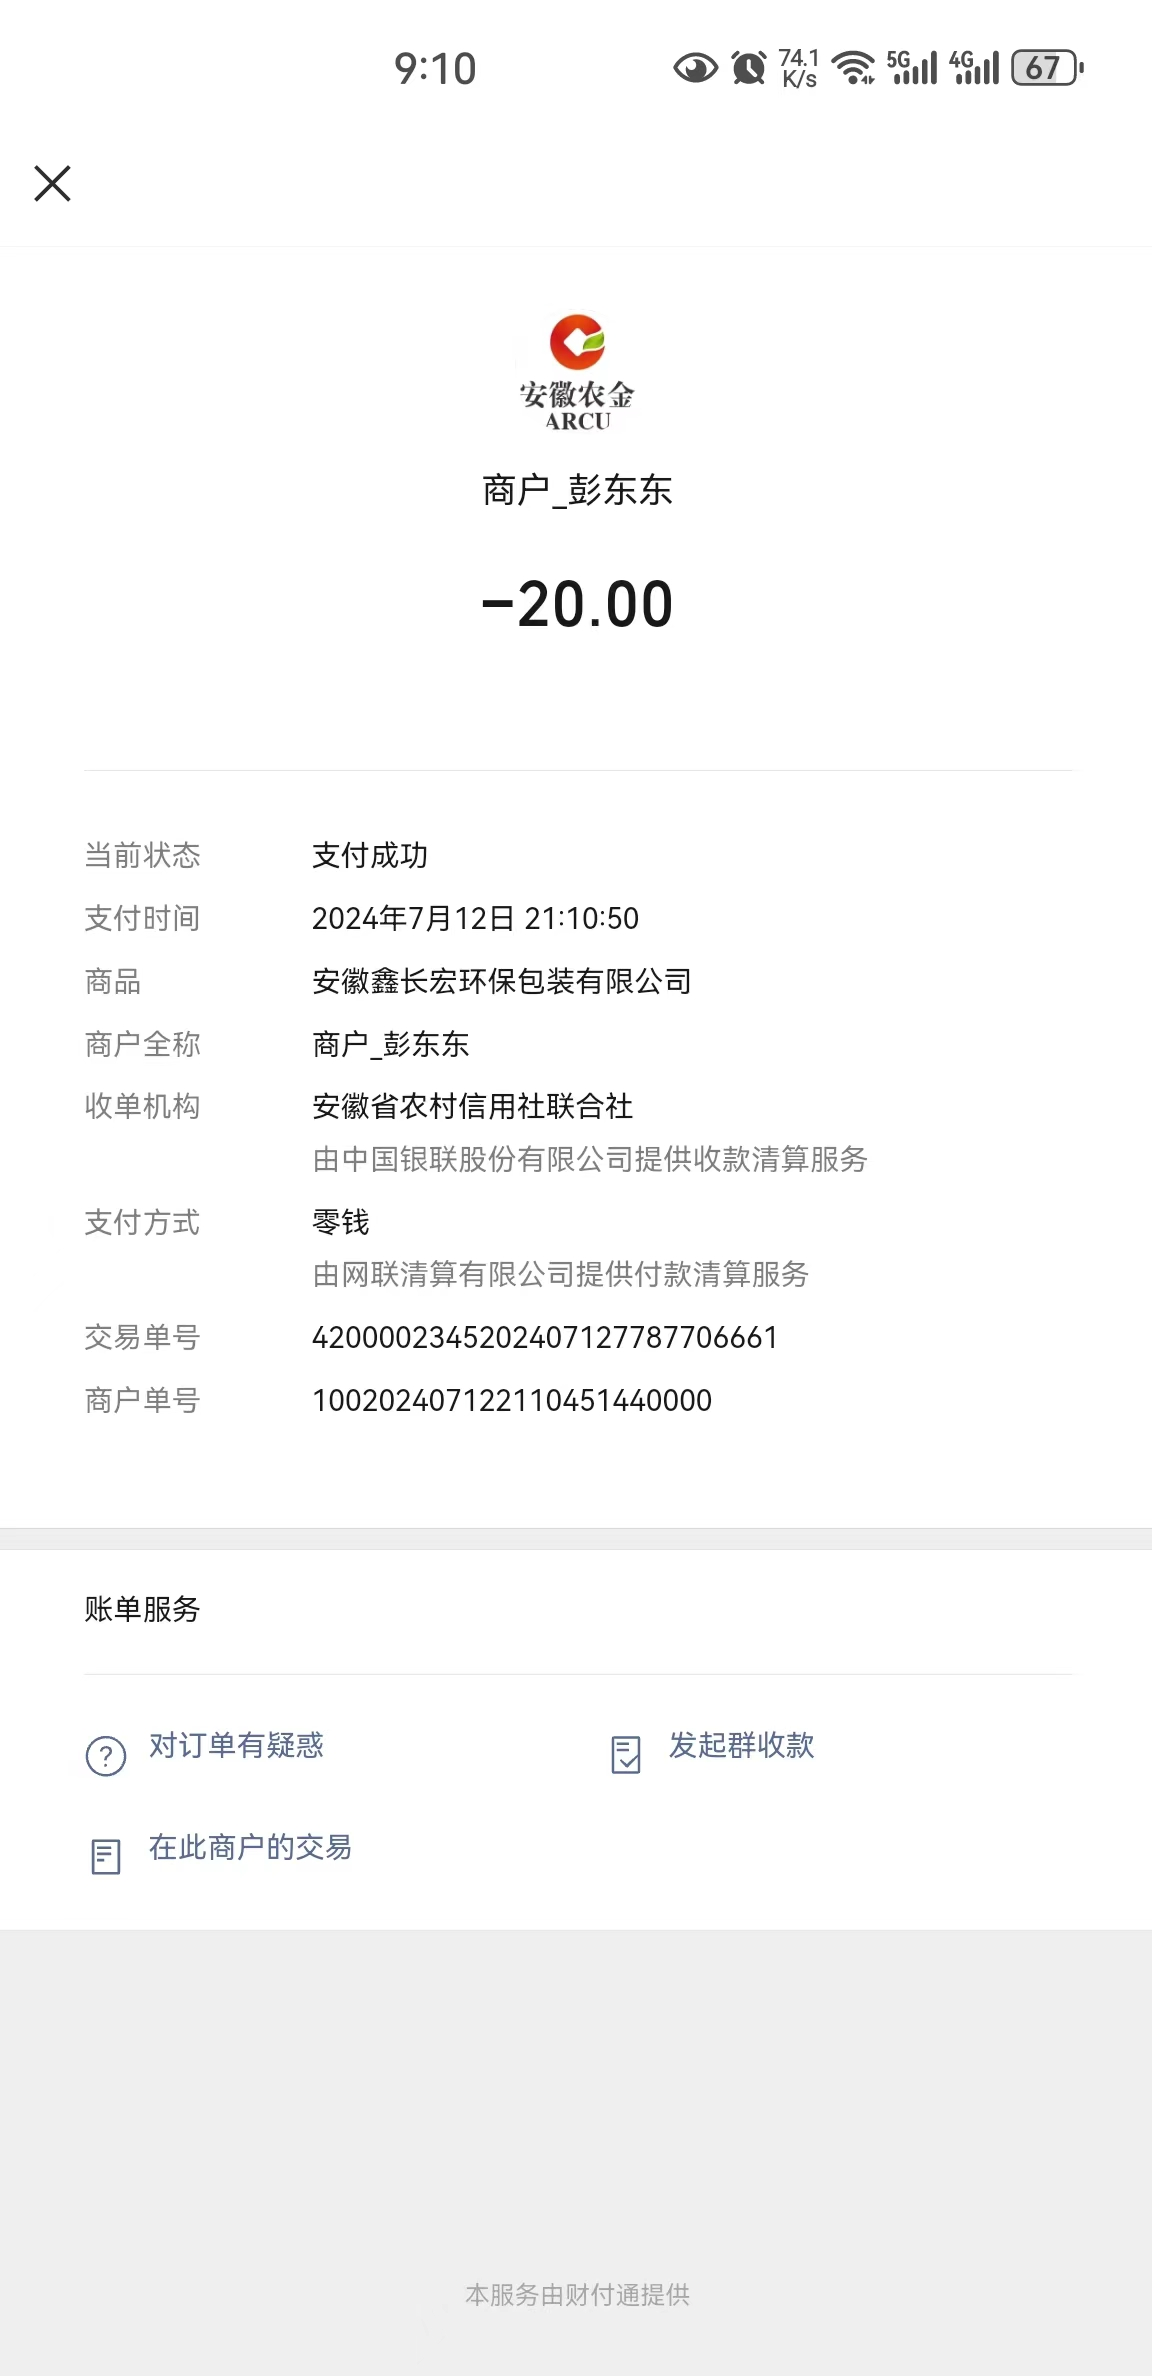 9:10
74.1 K/s 5G 4G 67
安徽农金
ARCU
商户_彭东东
-20.00
当前状态 支付成功
支付时间 2024年7月12日 21:10:50
商品 安徽鑫长宏环保包装有限公司
商户全称 商户_彭东东
收单机构 安徽省农村信用社联合社
由中国银联股份有限公司提供收款清算服务
支付方式 零钱
由网联清算有限公司提供付款清算服务
交易单号 4200002345202407127787706661
商户单号 100202407122110451440000
账单服务
对订单有疑惑 发起群收款
在此商户的交易
本服务由财付通提供